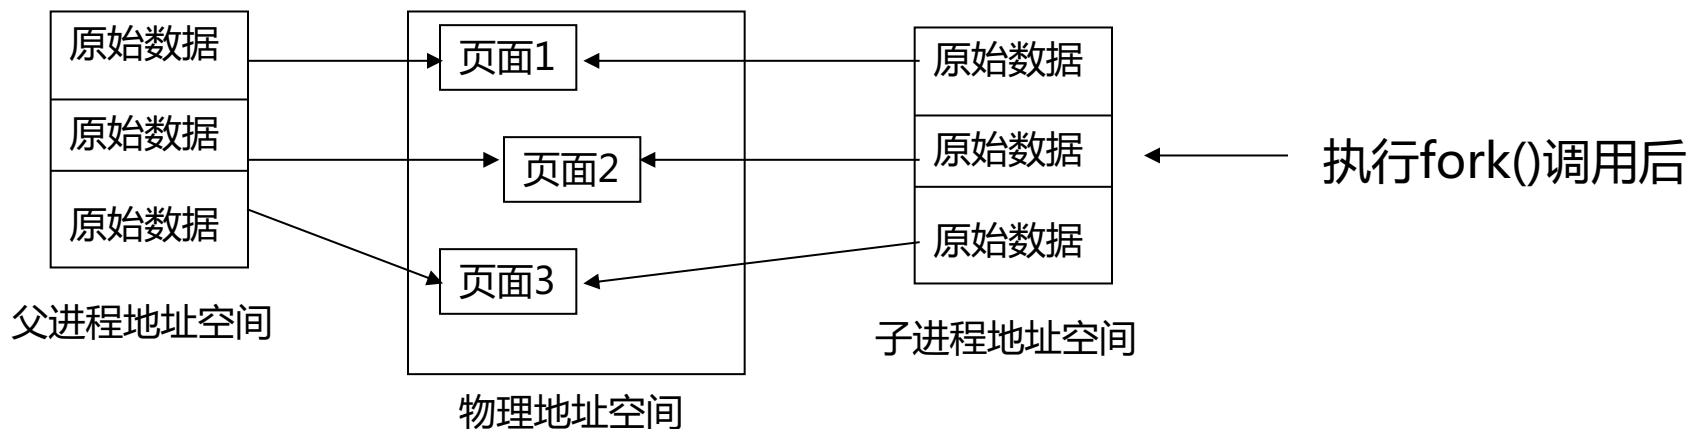 原始数据
原始数据
原始数据
父进程地址空间
页面1
页面2
页面3
物理地址空间
原始数据
原始数据
原始数据
子进程地址空间
执行fork()调用后